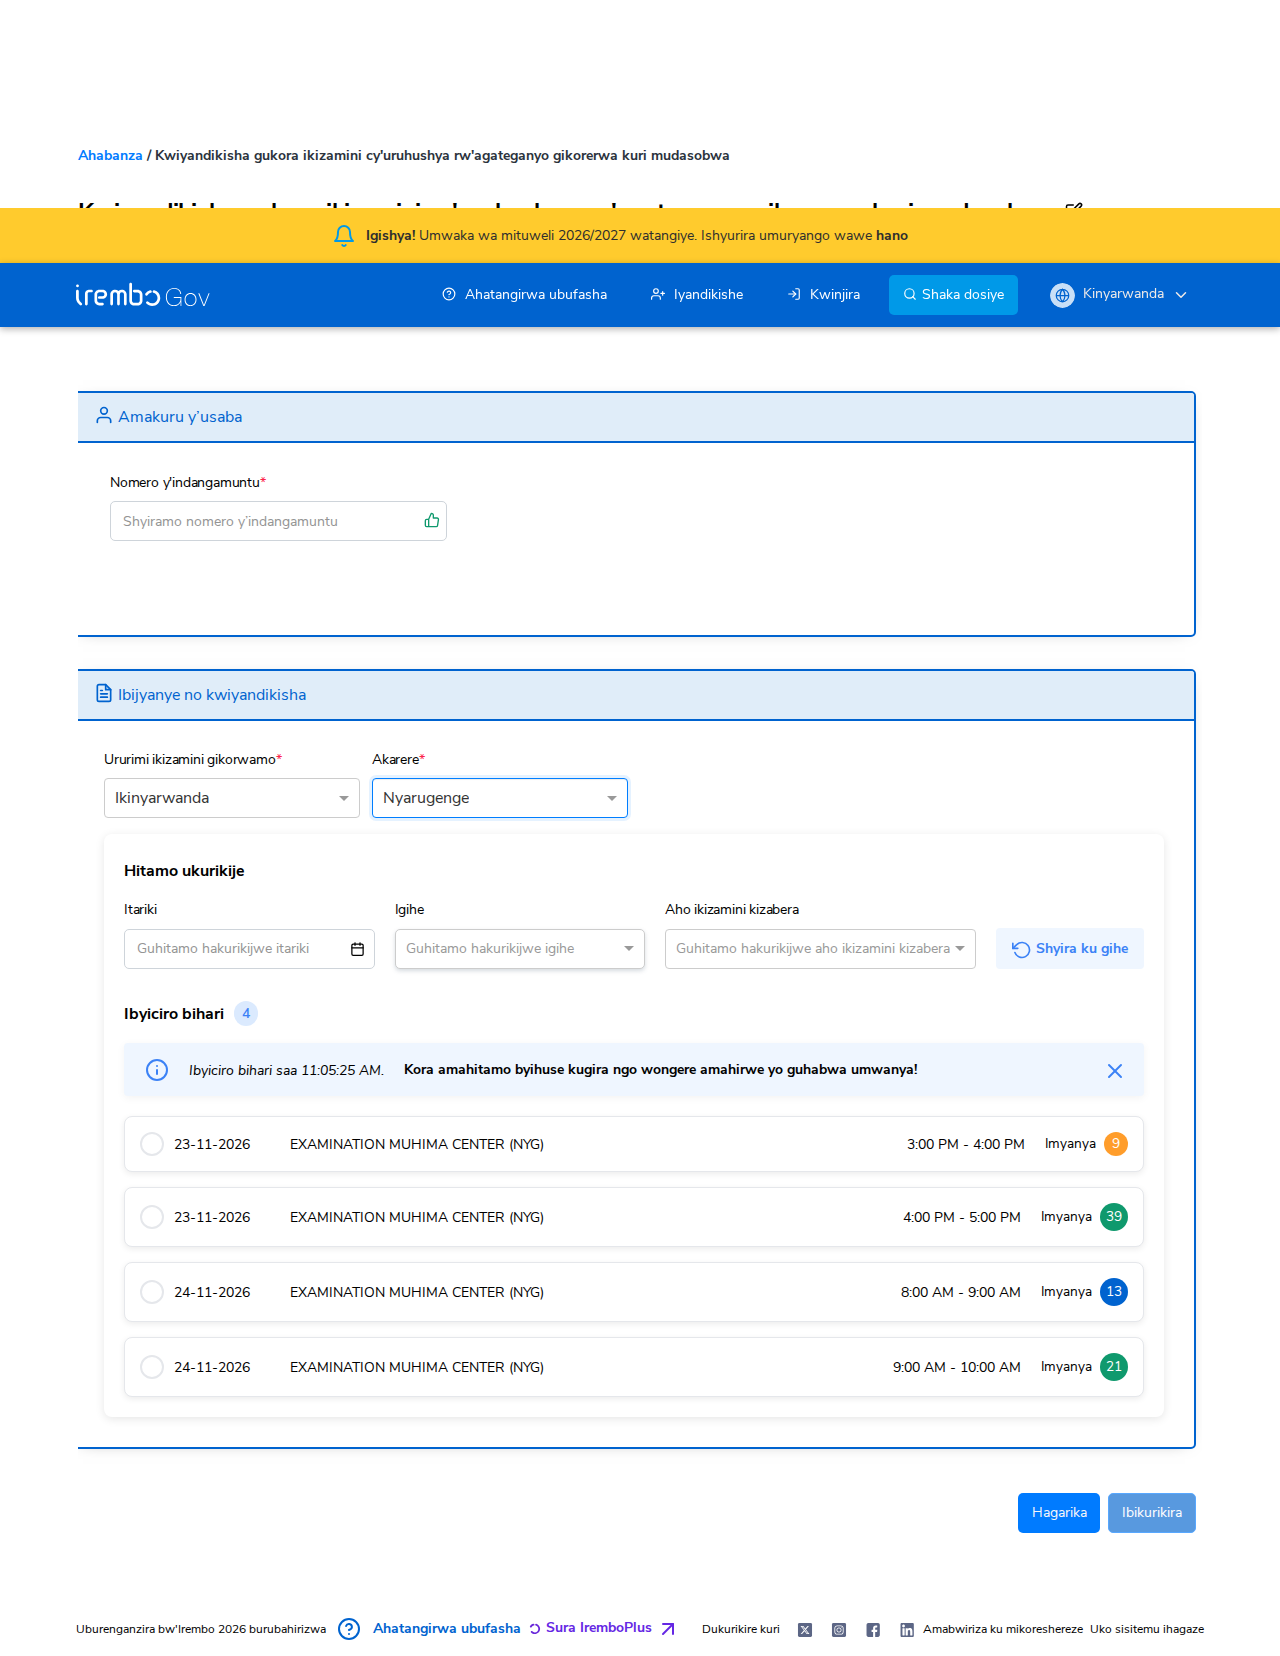 Ahabanza / Kwiyandikisha gukora ikizamini cy'uruhushya rw'agateganyo gikorerwa kuri mudasobwa
Igishya! Umwaka wa mituweli 2026/2027 watangiye. Ishyurira umuryango wawe hano
irembo Gov
Ahatangirwa ubufasha
Iyandikishe
Kwinjira
Shaka dosiye
Kinyarwanda
Amakuru y’usaba
Nomero y'indangamuntu*
Shyiramo nomero y’indangamuntu
Ibijyanye no kwiyandikisha
Ururimi ikizamini gikorwamo*
Akarere*
Ikinyarwanda
Nyarugenge
Hitamo ukurikije
Itariki
Igihe
Aho ikizamini kizabera
Guhitamo hakurikijwe itariki
Guhitamo hakurikijwe igihe
Guhitamo hakurikijwe aho ikizamini kizabera
Shyira ku gihe
Ibyiciro bihari 4
Ibyiciro bihari saa 11:05:25 AM. Kora amahitamo byihuse kugira ngo wongere amahirwe yo guhabwa umwanya!
23-11-2026 EXAMINATION MUHIMA CENTER (NYG) 3:00 PM - 4:00 PM Imyanya 9
23-11-2026 EXAMINATION MUHIMA CENTER (NYG) 4:00 PM - 5:00 PM Imyanya 39
24-11-2026 EXAMINATION MUHIMA CENTER (NYG) 8:00 AM - 9:00 AM Imyanya 13
24-11-2026 EXAMINATION MUHIMA CENTER (NYG) 9:00 AM - 10:00 AM Imyanya 21
Hagarika
Ibikurikira
Uburenganzira bw'Irembo 2026 burubahirizwa
Ahatangirwa ubufasha
Sura IremboPlus
Dukurikire kuri
Amabwiriza ku mikoreshereze
Uko sisitemu ihagaze